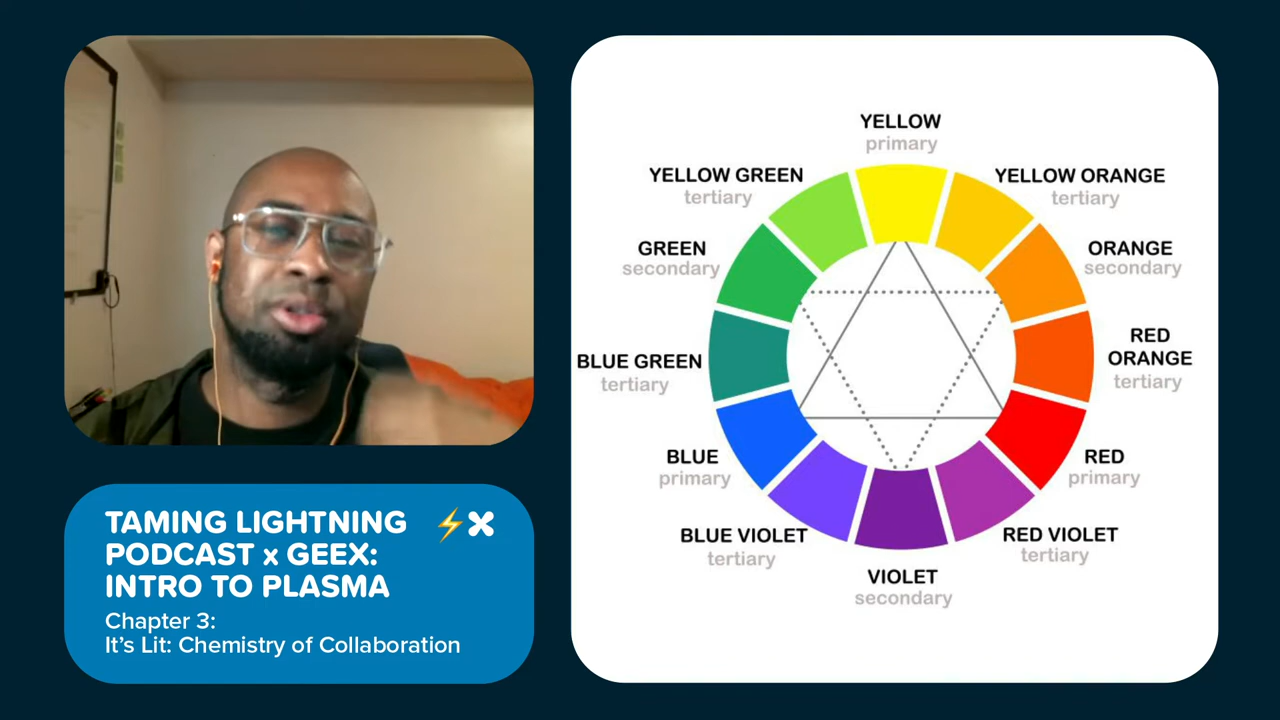 TAMING LIGHTNING
PODCAST x GEEX:
INTRO TO PLASMA
Chapter 3:
It’s Lit: Chemistry of Collaboration
YELLOW
primary
YELLOW ORANGE
tertiary
ORANGE
secondary
RED
ORANGE
tertiary
RED
primary
RED VIOLET
tertiary
VIOLET
secondary
BLUE VIOLET
tertiary
BLUE
primary
BLUE GREEN
tertiary
GREEN
secondary
YELLOW GREEN
tertiary